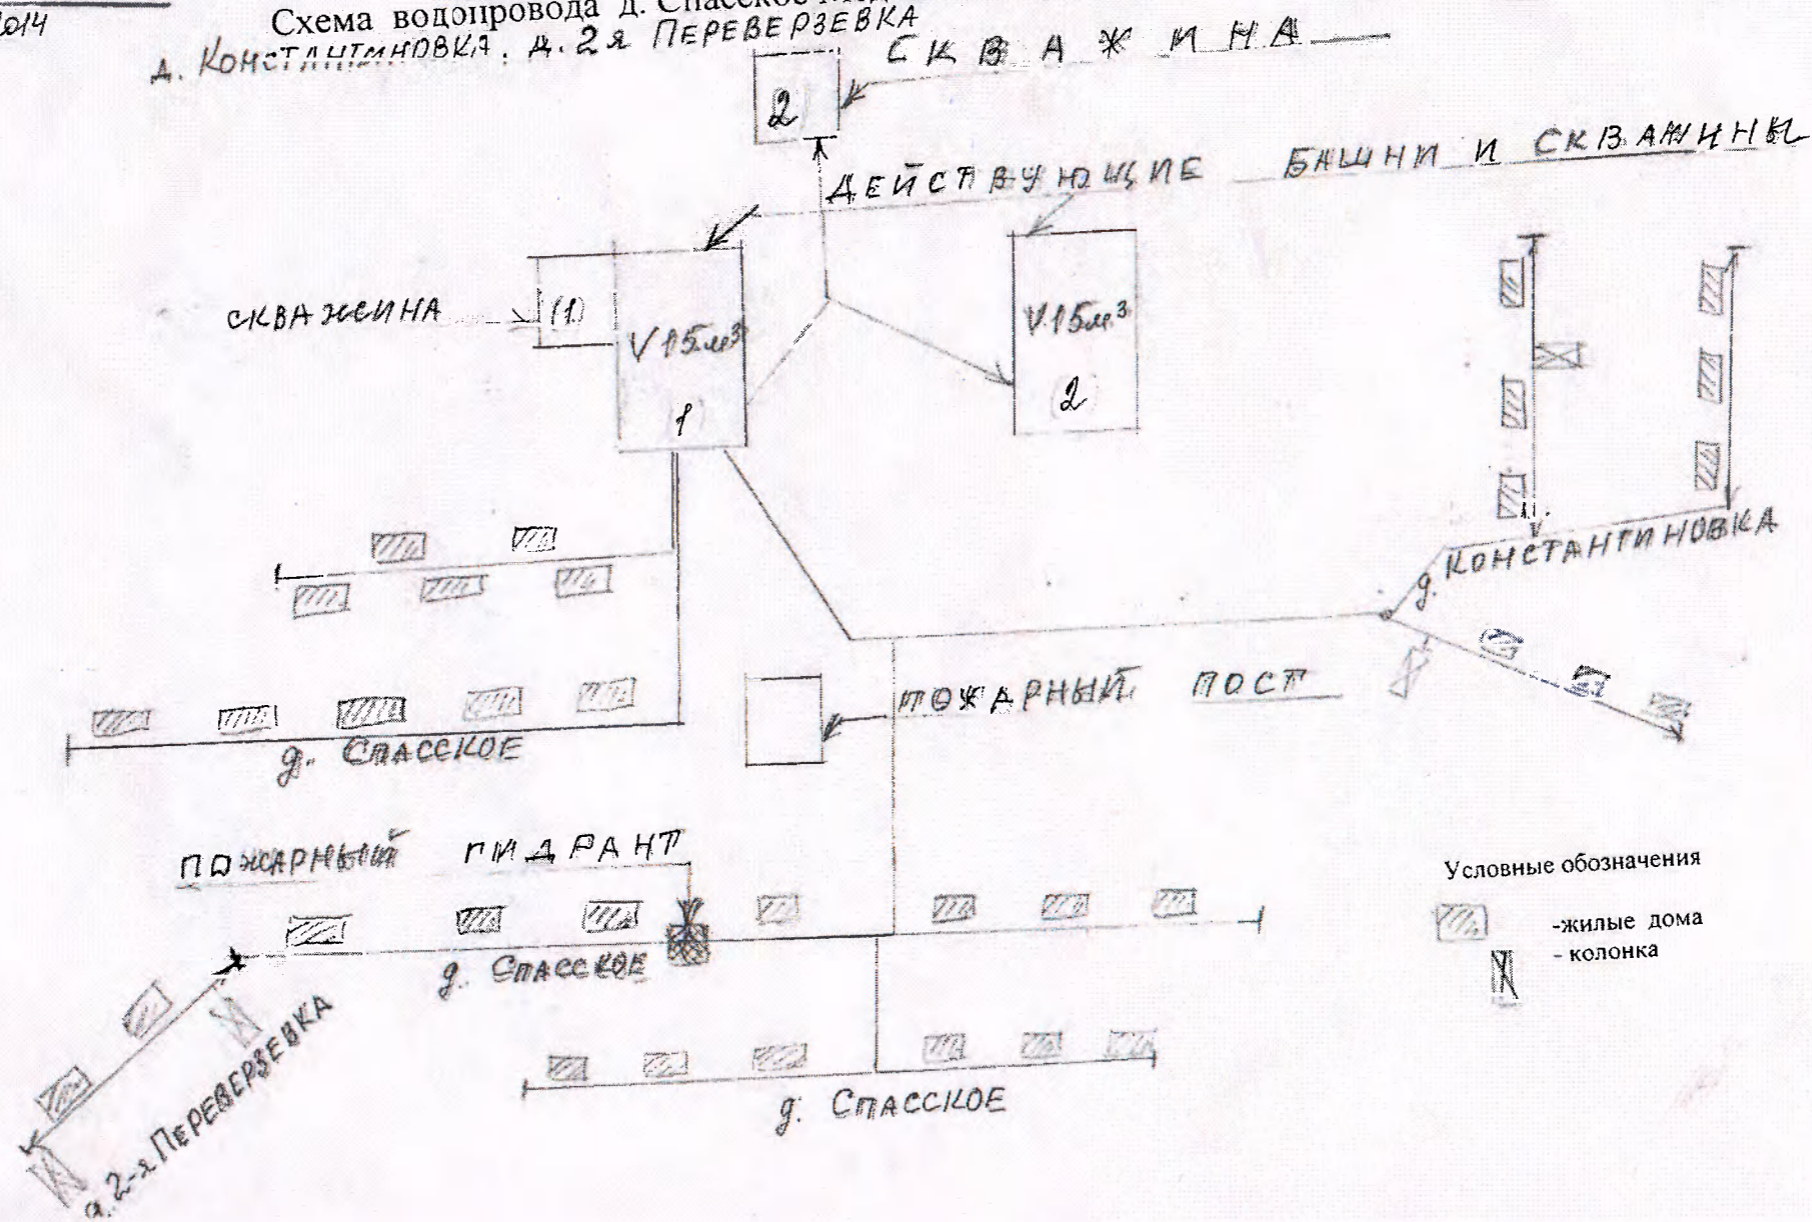 2014
Схема водопровода д. Спасское
д. Константиновка. д. 2я Переверзевка
СКВАЖИНА
2
ДЕЙСТВУЮЩИЕ БАШНИ И СКВАЖИНЫ
СКВАЖИНА
(1)
V 15м³
1
V 15м³
2
д. КОНСТАНТИНОВКА
ПОЖАРНЫЙ ПОСТ
д. СПАССКОЕ
ПОЖАРНЫЙ ГИДРАНТ
д. СПАССКОЕ
Условные обозначения
-жилые дома
- колонка
д. 2-я ПЕРЕВЕРЗЕВКА
д. СПАССКОЕ